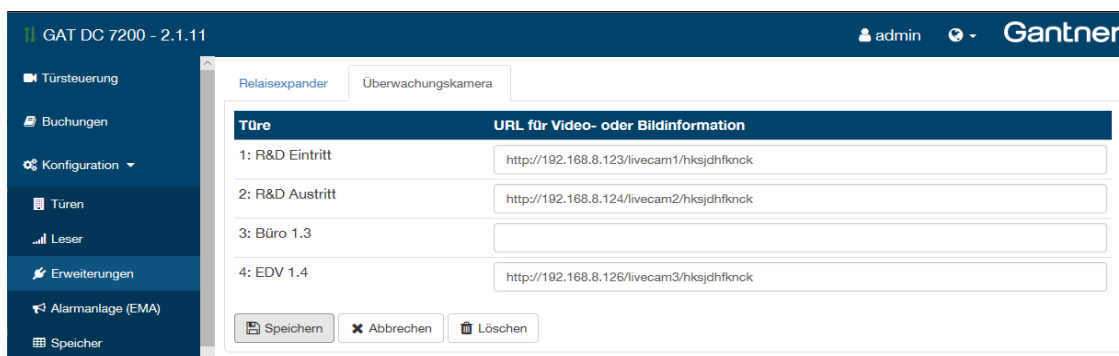 GAT DC 7200 - 2.1.11
admin
Gantner
Türsteuerung
Buchungen
Konfiguration
Türen
Leser
Erweiterungen
Alarmanlage (EMA)
Speicher
Relaisexpander
Überwachungskamera
Türe URL für Video- oder Bildinformation
1: R&D Eintritt http://192.168.8.123/livecam1/hksjdhfknck
2: R&D Austritt http://192.168.8.124/livecam2/hksjdhfknck
3: Büro 1.3
4: EDV 1.4 http://192.168.8.126/livecam3/hksjdhfknck
Speichern Abbrechen Löschen